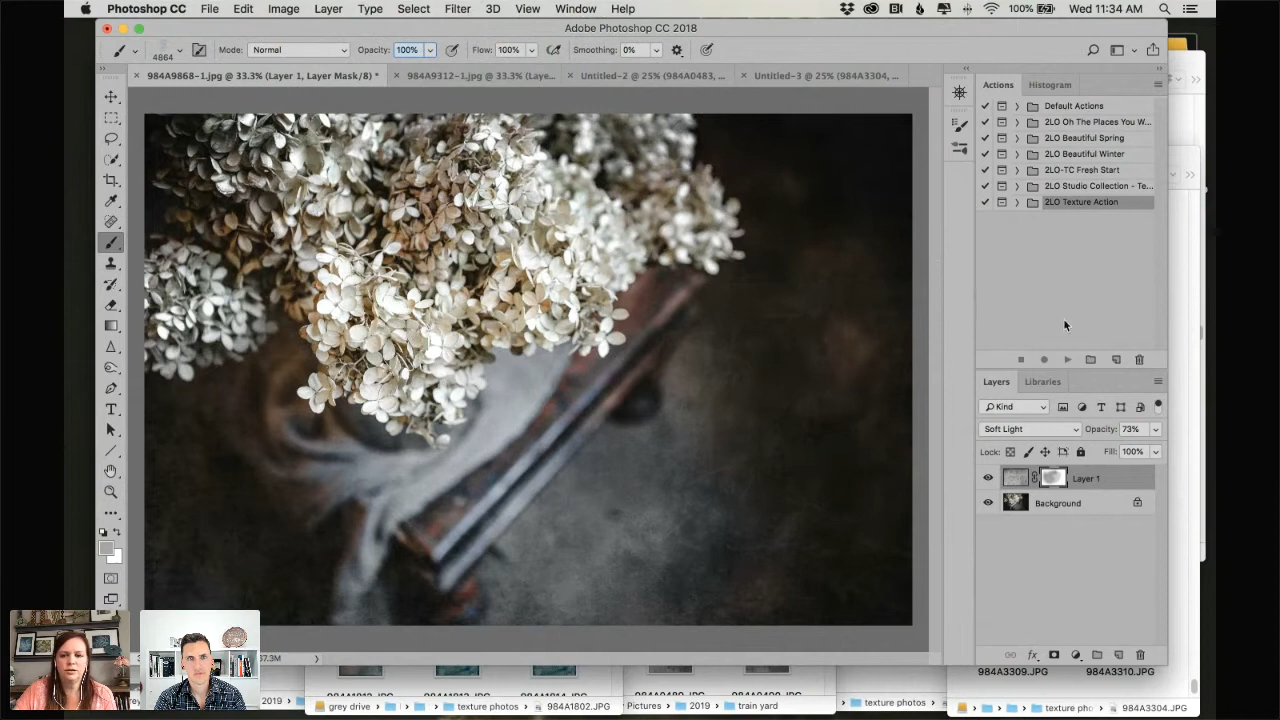 Photoshop CC File Edit Image Layer Type Select Filter 3D View Window Help 100% Wed 11:34 AM
Adobe Photoshop CC 2018
4864 Mode: Normal Opacity: 100% Flow: 100% Smoothing: 0%
984A9868-1.jpg @ 33.3% (Layer 1, Layer Mask/8) * 984A9312-1.jpg @ 33.3% (Laye... Untitled-2 @ 25% (984A0483, ... Untitled-3 @ 25% (984A3304, ...
Actions Histogram
Default Actions
2LO Oh The Places You W...
2LO Beautiful Spring
2LO Beautiful Winter
2LO-TC Fresh Start
2LO Studio Collection - Te...
2LO Texture Action
Layers Libraries
Kind
Soft Light Opacity: 73%
Lock: Fill: 100%
Layer 1
Background
984A3309.JPG 984A3310.JPG
2019 grey drive texture photos 984A1802.JPG Pictures 2019 train yard texture photos texture pho 984A3304.JPG